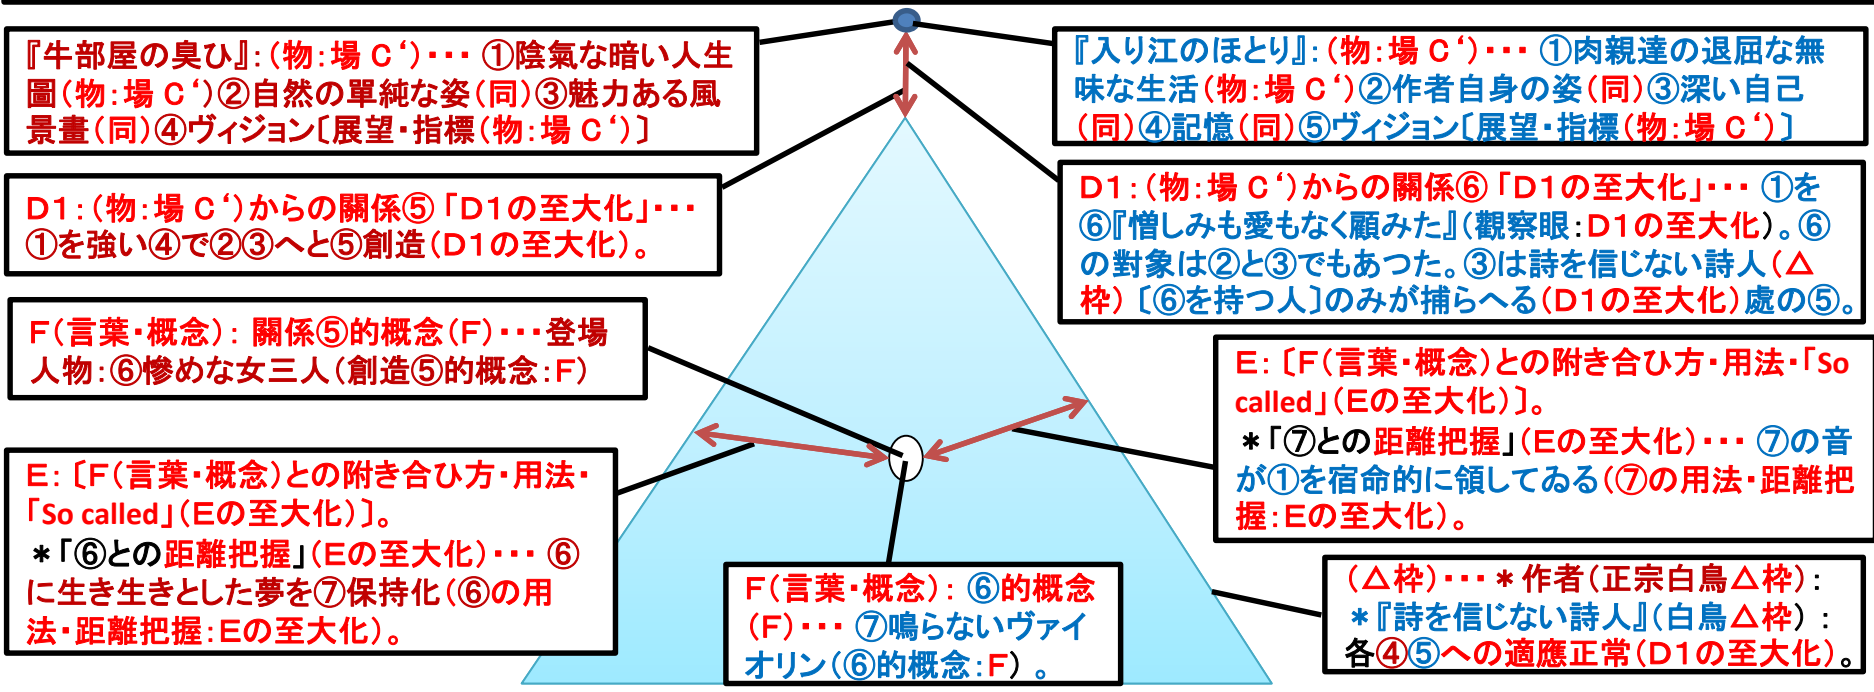 『牛部屋の臭ひ』：(物：場 C‘)・・・ ①陰氣な暗い人生
圖(物：場 C‘)②自然の單純な姿(同)③魅力ある風
景畫(同)④ヴィジョン〔展望・指標(物：場 C‘)〕
『入り江のほとり』：(物：場 C‘)・・・ ①肉親達の退屈な無
味な生活(物：場 C‘)②作者自身の姿(同)③深い自己
(同)④記憶(同)⑤ヴィジョン〔展望・指標(物：場 C‘)〕
D1：(物：場 C‘)からの關係⑤「D1の至大化」・・・
①を強い④で②③へと⑤創造(D1の至大化)。
D1：(物：場 C‘)からの關係⑥「D1の至大化」・・・ ①を
⑥『憎しみも愛もなく顧みた』(觀察眼：D1の至大化)。⑥
の對象は②と③でもあつた。③は詩を信じない詩人(△
枠)〔⑥を持つ人〕のみが捕らへる(D1の至大化)處の⑤。
F(言葉・概念)： 關係⑤的概念(F)・・・登場
人物：⑥慘めな女三人(創造⑤的概念：F)
E：〔F(言葉・概念)との附き合ひ方・用法・「So
called」(Eの至大化)〕。
＊「⑦との距離把握」(Eの至大化)・・・ ⑦の音
が①を宿命的に領してゐる(⑦の用法・距離把
握：Eの至大化)。
E：〔F(言葉・概念)との附き合ひ方・用法・
「So called」(Eの至大化)〕。
＊「⑥との距離把握」(Eの至大化)・・・ ⑥
に生き生きとした夢を⑦保持化(⑥の用
法・距離把握：Eの至大化)。
F(言葉・概念)： ⑥的概念
(F)・・・ ⑦鳴らないヴァイ
オリン(⑥的概念：F) 。
(△枠)・・・＊作者(正宗白鳥△枠)：
＊『詩を信じない詩人』(白鳥△枠)：
各④⑤への適應正常(D1の至大化)。